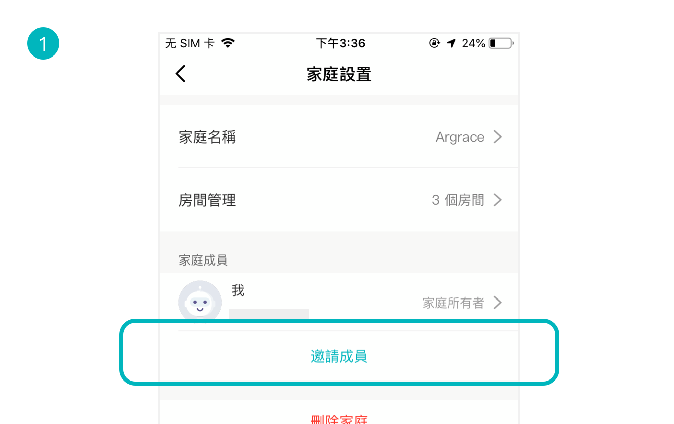 1
无 SIM 卡 下午3:36 24%
家庭設置
家庭名稱 Argrace
房間管理 3 個房間
家庭成員
我
家庭所有者
邀請成員
刪除家庭